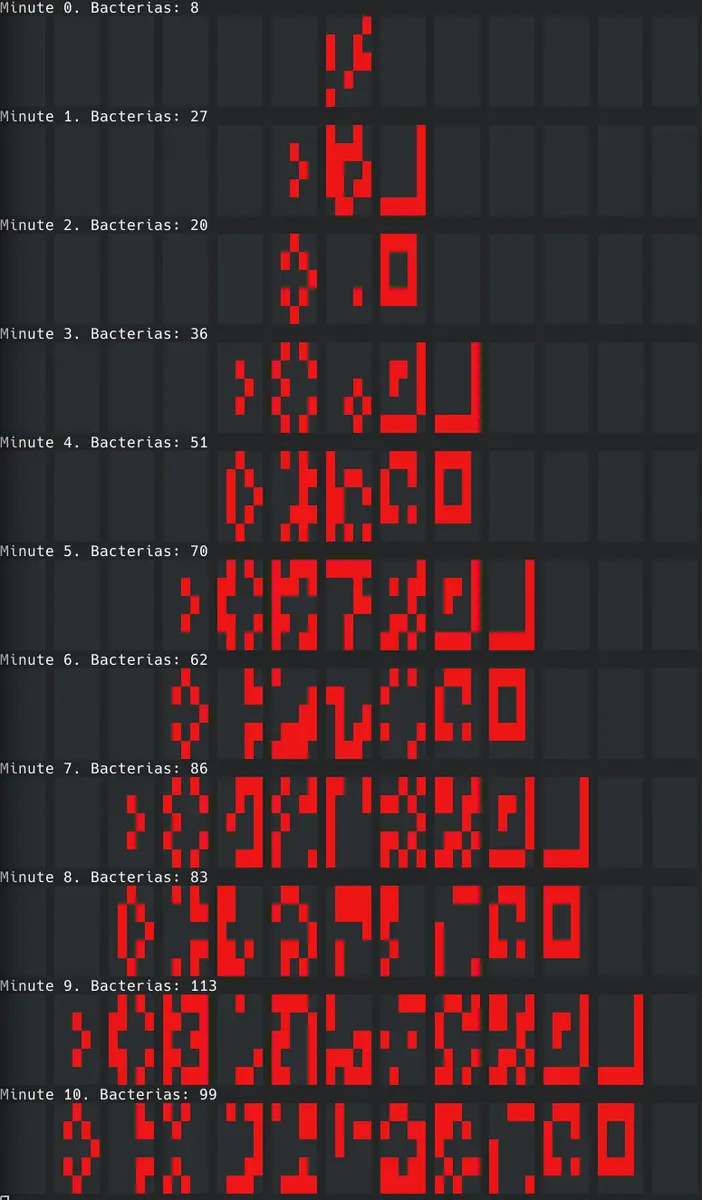 Minute 0. Bacterias: 8
Minute 1. Bacterias: 27
Minute 2. Bacterias: 20
Minute 3. Bacterias: 36
Minute 4. Bacterias: 51
Minute 5. Bacterias: 70
Minute 6. Bacterias: 62
Minute 7. Bacterias: 86
Minute 8. Bacterias: 83
Minute 9. Bacterias: 113
Minute 10. Bacterias: 99